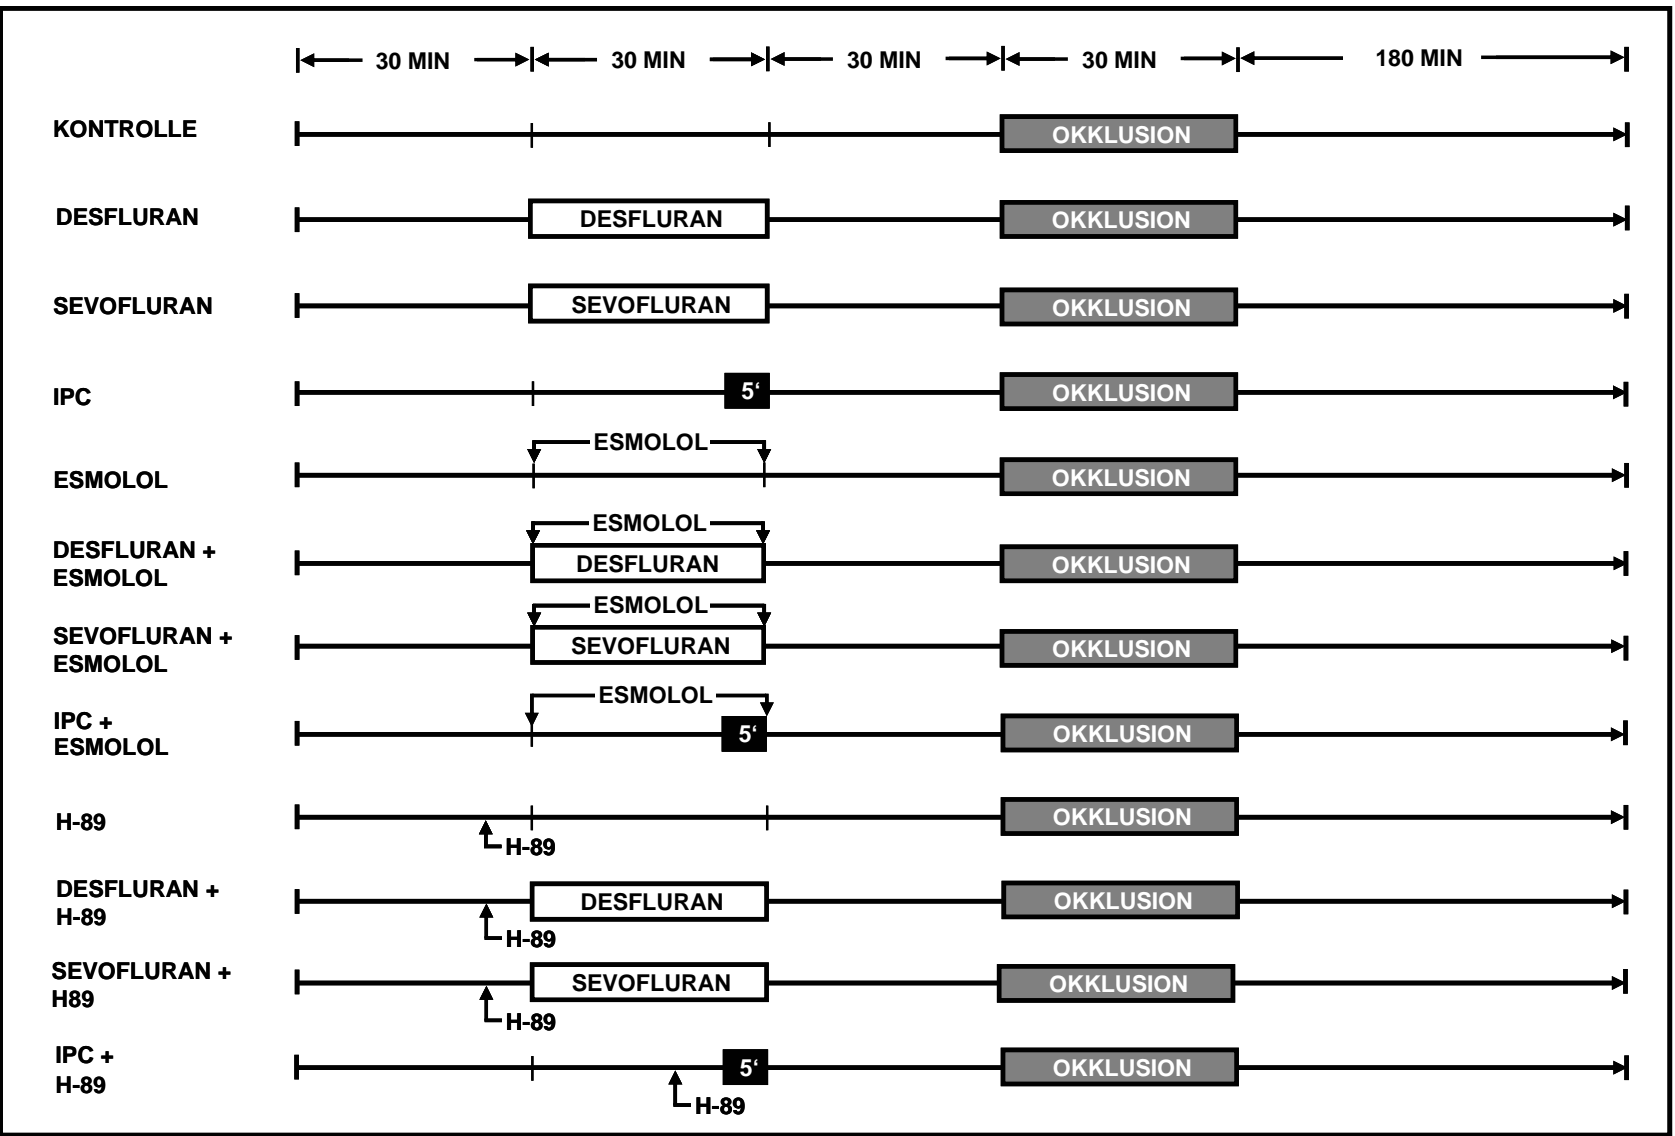 30 MIN 30 MIN 30 MIN 30 MIN 180 MIN
KONTROLLE OKKLUSION
DESFLURAN DESFLURAN OKKLUSION
SEVOFLURAN SEVOFLURAN OKKLUSION
IPC 5‘ OKKLUSION
ESMOLOL
ESMOLOL OKKLUSION
ESMOLOL
DESFLURAN +
ESMOLOL DESFLURAN OKKLUSION
ESMOLOL
SEVOFLURAN +
ESMOLOL SEVOFLURAN OKKLUSION
ESMOLOL
IPC +
ESMOLOL 5‘ OKKLUSION
H-89 OKKLUSION
H-89
DESFLURAN +
H-89 DESFLURAN OKKLUSION
H-89
SEVOFLURAN +
H89 SEVOFLURAN OKKLUSION
H-89
IPC +
H-89 5‘ OKKLUSION
H-89